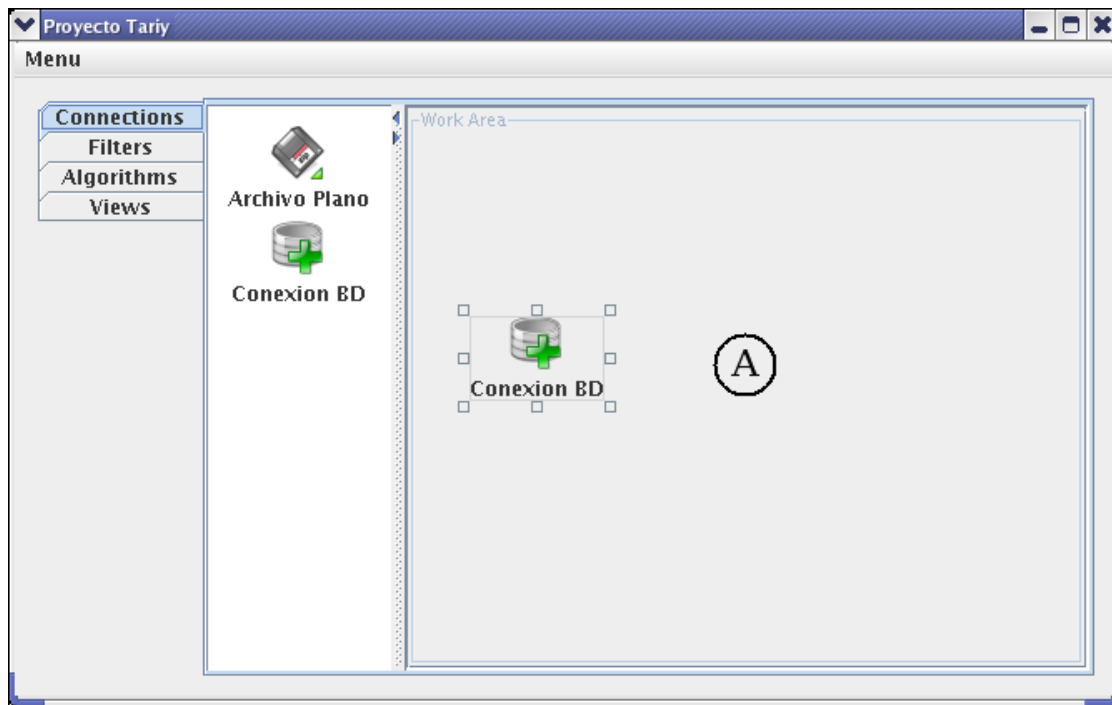 Proyecto Tariy
Menu
Connections
Filters
Algorithms
Views
Archivo Plano
Conexion BD
Work Area
Conexion BD
A